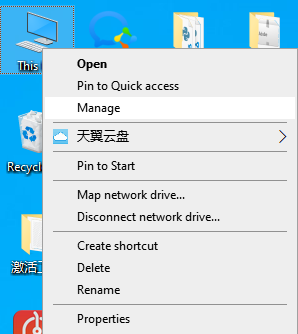 This
Open
Pin to Quick access
Manage
天翼云盘
Pin to Start
Recycl
Map network drive...
Disconnect network drive...
Create shortcut
激活工
Delete
Rename
Properties